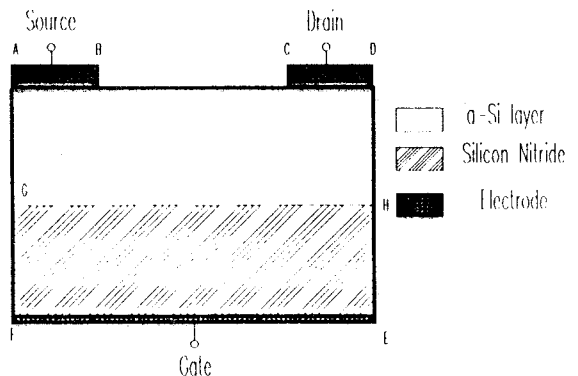 Source
Drain
A
B
C
D
a-Si layer
Silicon Nitride
G
H
Electrode
F
E
Gate